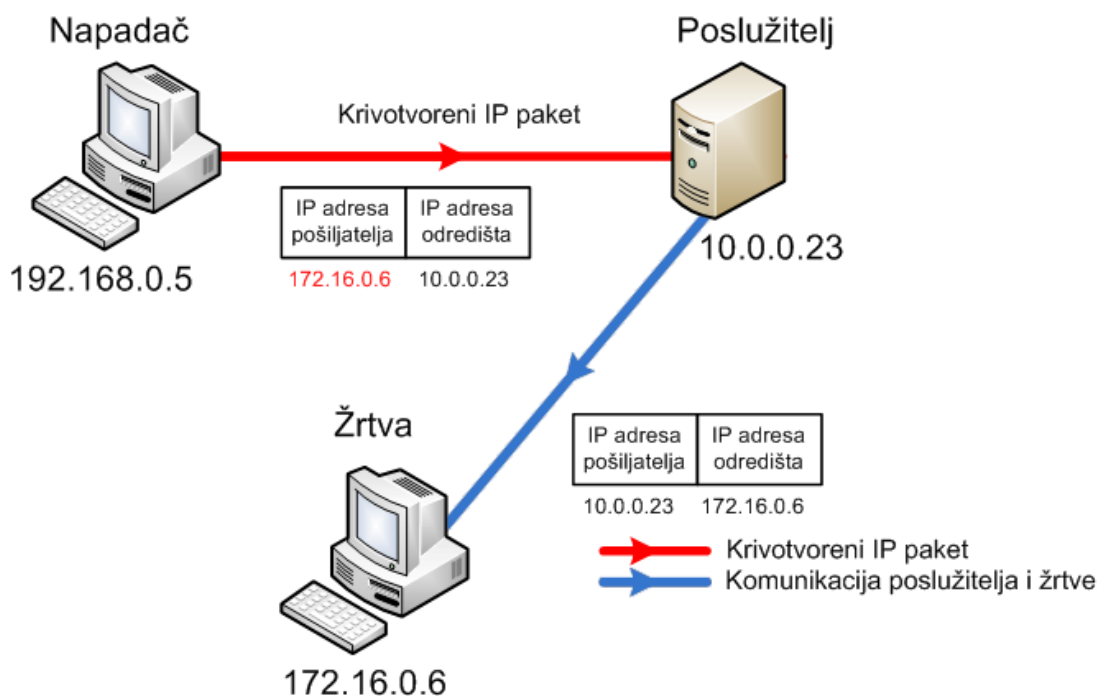 Napadač
Poslužitelj
Krivotvoreni IP paket
IP adresa pošiljatelja
IP adresa odredišta
172.16.0.6
10.0.0.23
192.168.0.5
10.0.0.23
Žrtva
IP adresa pošiljatelja
IP adresa odredišta
10.0.0.23
172.16.0.6
Krivotvoreni IP paket
Komunikacija poslužitelja i žrtve
172.16.0.6